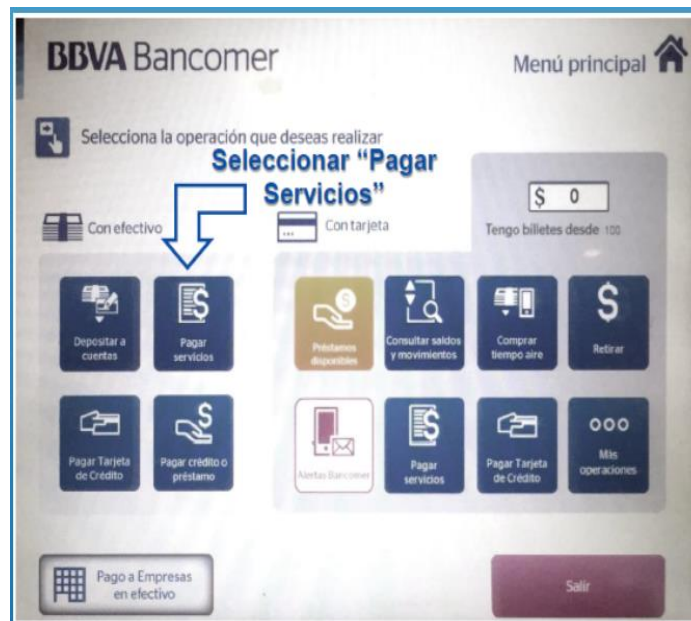 BBVA Bancomer
Menú principal
Selecciona la operación que deseas realizar
Seleccionar “Pagar
Servicios”
$ 0
Con efectivo
Con tarjeta
Tengo billetes desde 100
Depositar a
cuentas
Pagar
servicios
Préstamos
disponibles
Consultar saldos
y movimientos
Comprar
tiempo aire
$
Retirar
Pagar Tarjeta
de Crédito
Pagar crédito o
préstamo
Alertas Bancomer
Pagar
servicios
Pagar Tarjeta
de Crédito
Más
operaciones
Pago a Empresas
en efectivo
Salir